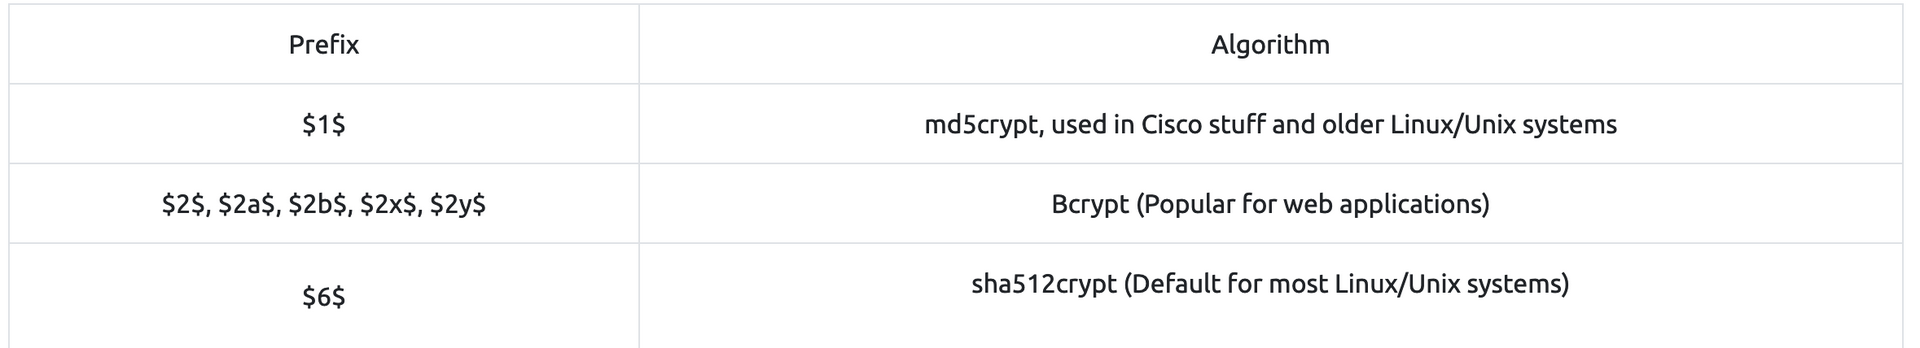 Prefix Algorithm
$1$ md5crypt, used in Cisco stuff and older Linux/Unix systems
$2$, $2a$, $2b$, $2x$, $2y$ Bcrypt (Popular for web applications)
$6$ sha512crypt (Default for most Linux/Unix systems)